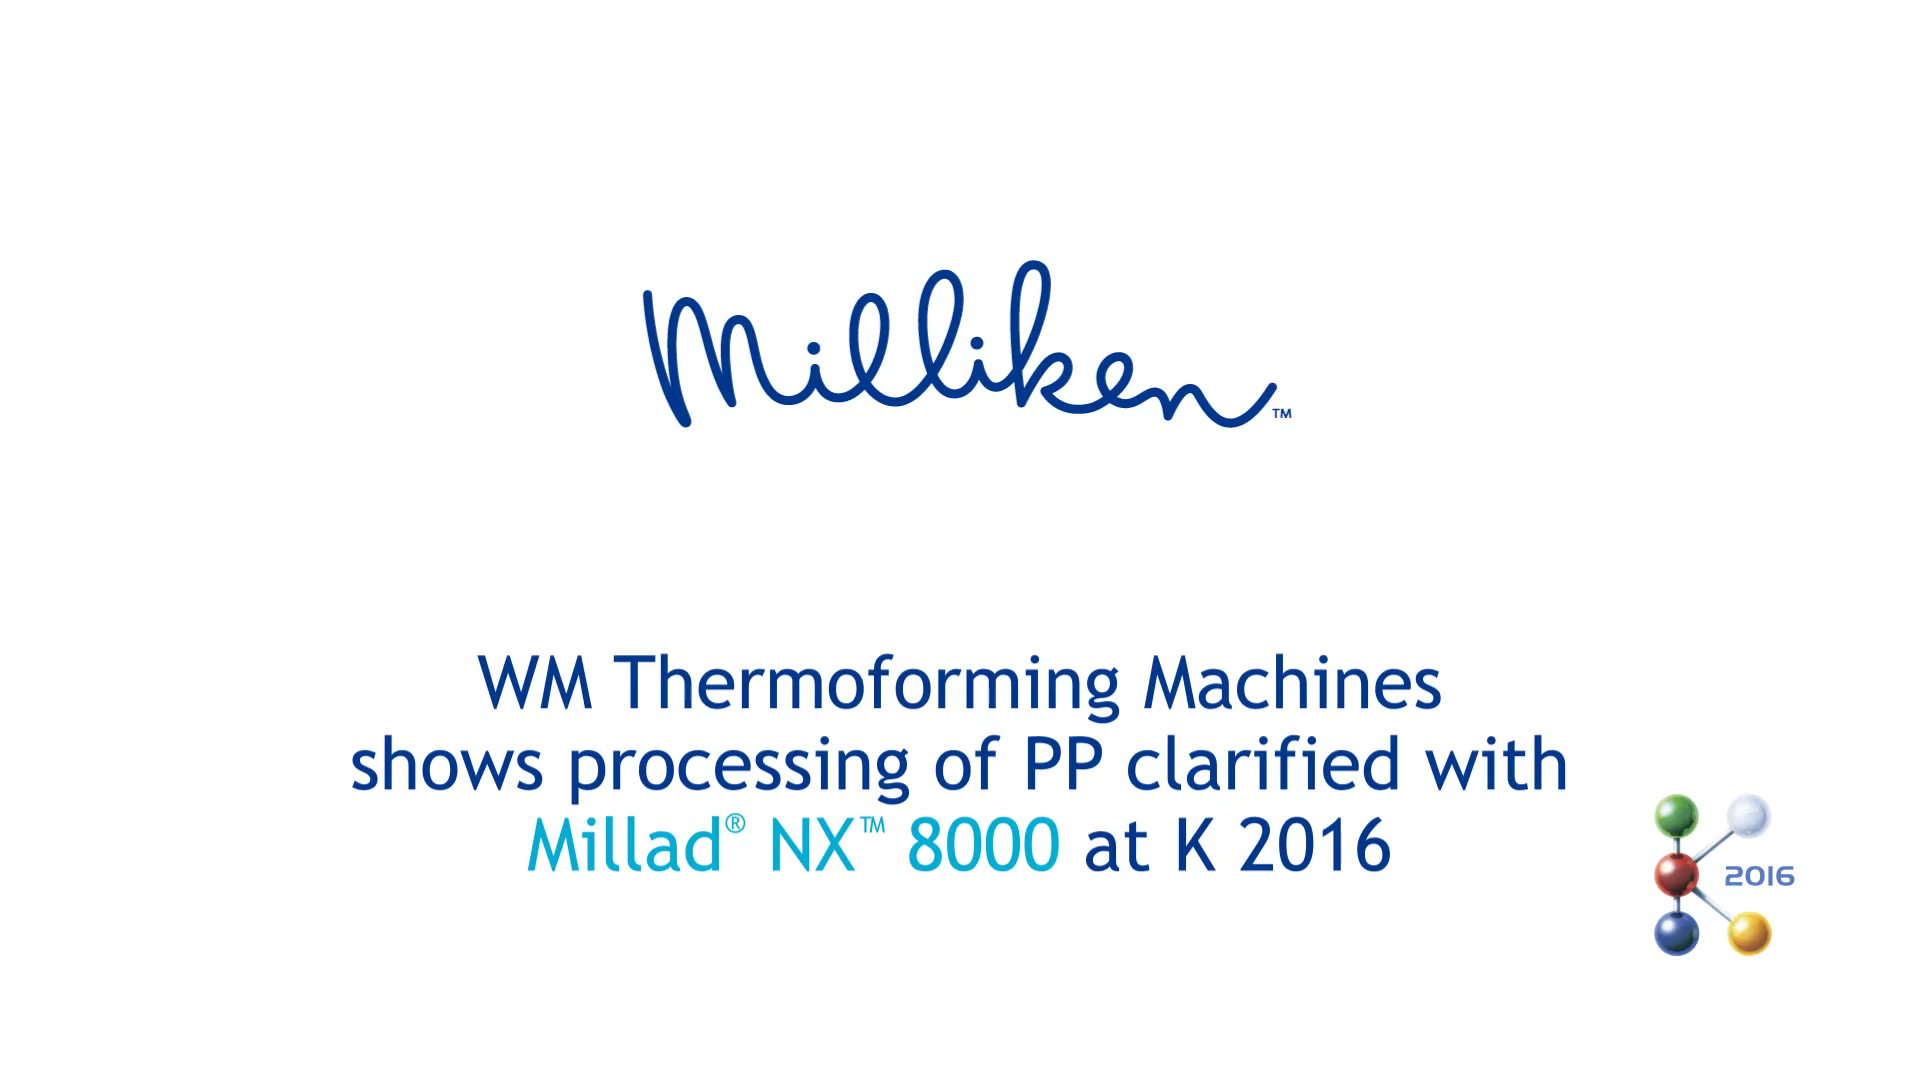 Milliken™
WM Thermoforming Machines
shows processing of PP clarified with
Millad® NX™ 8000 at K 2016
2016